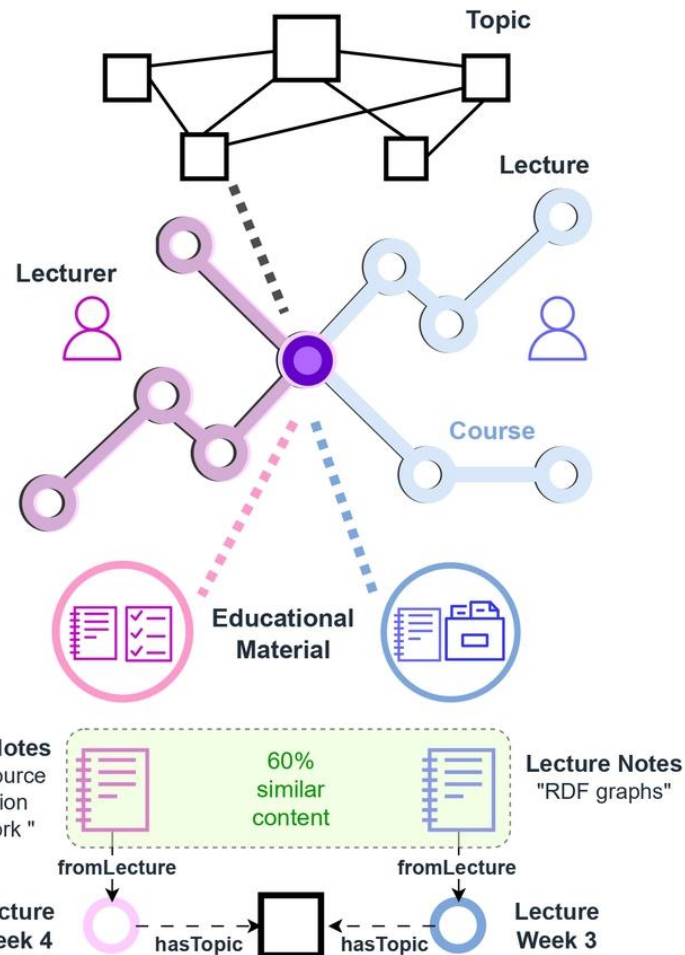 Topic
Lecture
Lecturer
Course
Educational
Material
60%
similar
content
Lecture Notes
"RDF graphs"
fromLecture
fromLecture
hasTopic
hasTopic
Lecture
Week 3